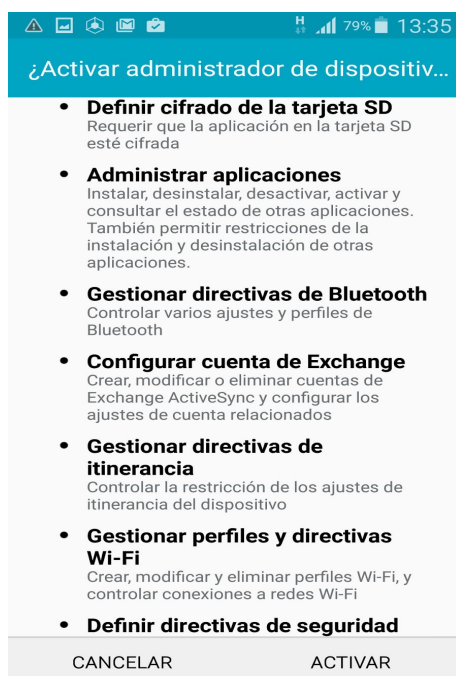 H 79% 13:35
¿Activar administrador de dispositiv...
• Definir cifrado de la tarjeta SD
Requerir que la aplicación en la tarjeta SD
esté cifrada
• Administrar aplicaciones
Instalar, desinstalar, desactivar, activar y
consultar el estado de otras aplicaciones.
También permitir restricciones de la
instalación y desinstalación de otras
aplicaciones.
• Gestionar directivas de Bluetooth
Controlar varios ajustes y perfiles de
Bluetooth
• Configurar cuenta de Exchange
Crear, modificar o eliminar cuentas de
Exchange ActiveSync y configurar los
ajustes de cuenta relacionados
• Gestionar directivas de
itinerancia
Controlar la restricción de los ajustes de
itinerancia del dispositivo
• Gestionar perfiles y directivas
Wi-Fi
Crear, modificar y eliminar perfiles Wi-Fi, y
controlar conexiones a redes Wi-Fi
• Definir directivas de seguridad
CANCELAR ACTIVAR